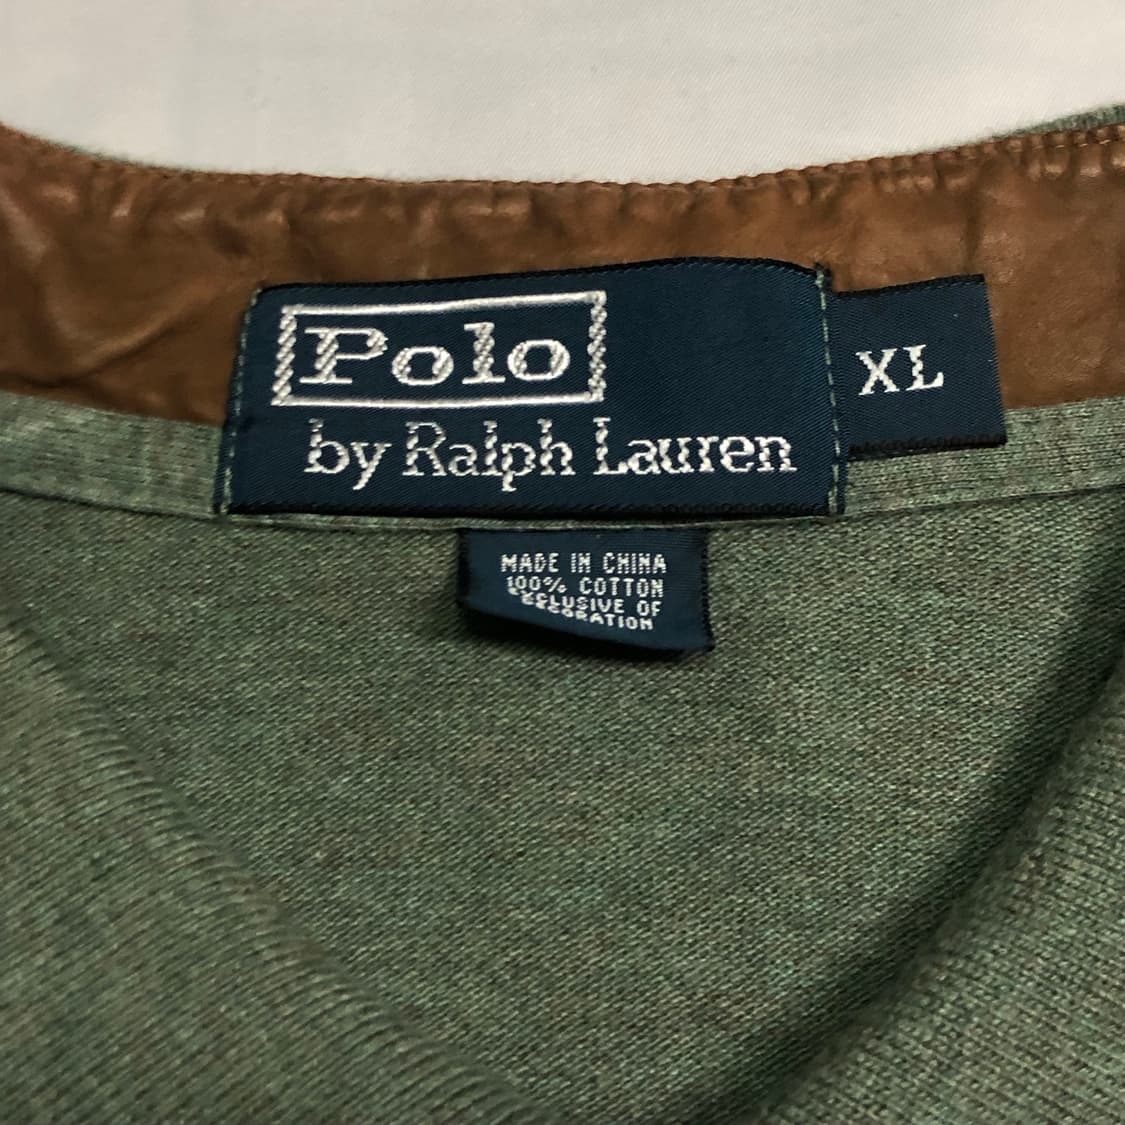 Polo
by Ralph Lauren
XL
MADE IN CHINA
100% COTTON
EXCLUSIVE OF
DECORATION